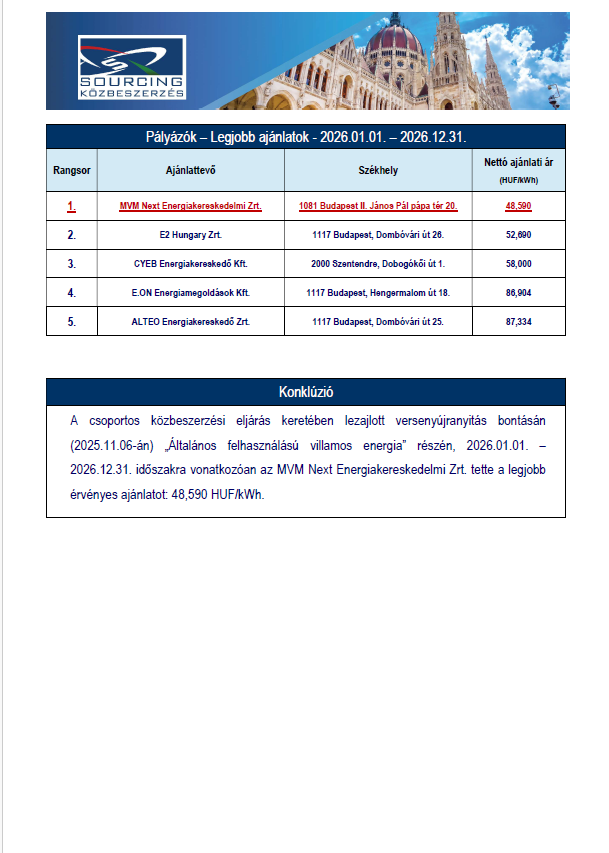 SOURCING
KÖZBESZERZÉS
Pályázók – Legjobb ajánlatok - 2026.01.01. – 2026.12.31.
Rangsor Ajánlattevő Székhely Nettó ajánlati ár (HUF/kWh)
1. MVM Next Energiakereskedelmi Zrt. 1081 Budapest II. János Pál pápa tér 20. 48,590
2. E2 Hungary Zrt. 1117 Budapest, Dombóvári út 26. 52,690
3. CYEB Energiakereskedő Kft. 2000 Szentendre, Dobogókői út 1. 58,000
4. E.ON Energiamegoldások Kft. 1117 Budapest, Hengermalom út 18. 86,904
5. ALTEO Energiakereskedő Zrt. 1117 Budapest, Dombóvári út 25. 87,334
Konklúzió
A csoportos közbeszerzési eljárás keretében lezajlott versenyújranyitás bontásán
(2025.11.06-án) „Általános felhasználású villamos energia” részén, 2026.01.01. –
2026.12.31. időszakra vonatkozóan az MVM Next Energiakereskedelmi Zrt. tette a legjobb
érvényes ajánlatot: 48,590 HUF/kWh.